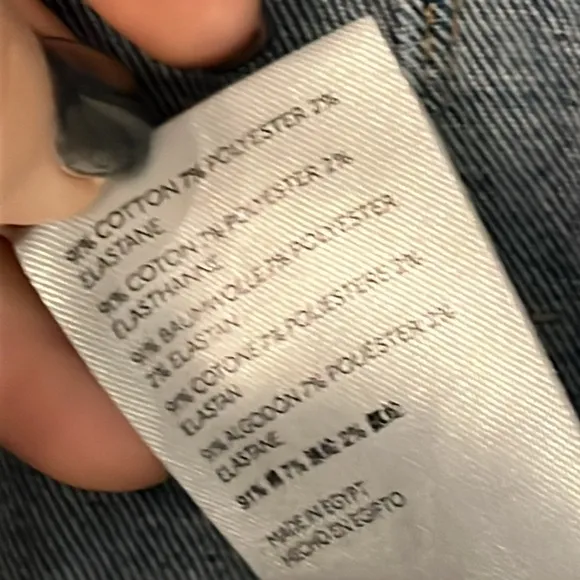 91% COTTON 7% POLYESTER 2%
ELASTANE
91% COTON 7% POLYESTER 2%
ELASTHANNE
91% BAUMWOLLE 7% POLYESTER
2% ELASTAN
91% COTONE 7% POLIESTERE 2%
ELASTAN
91% ALGODON 7% POLIESTER 2%
ELASTANE
91% 7% 2%
MADE IN EGYPT
HECHO EN EGIPTO